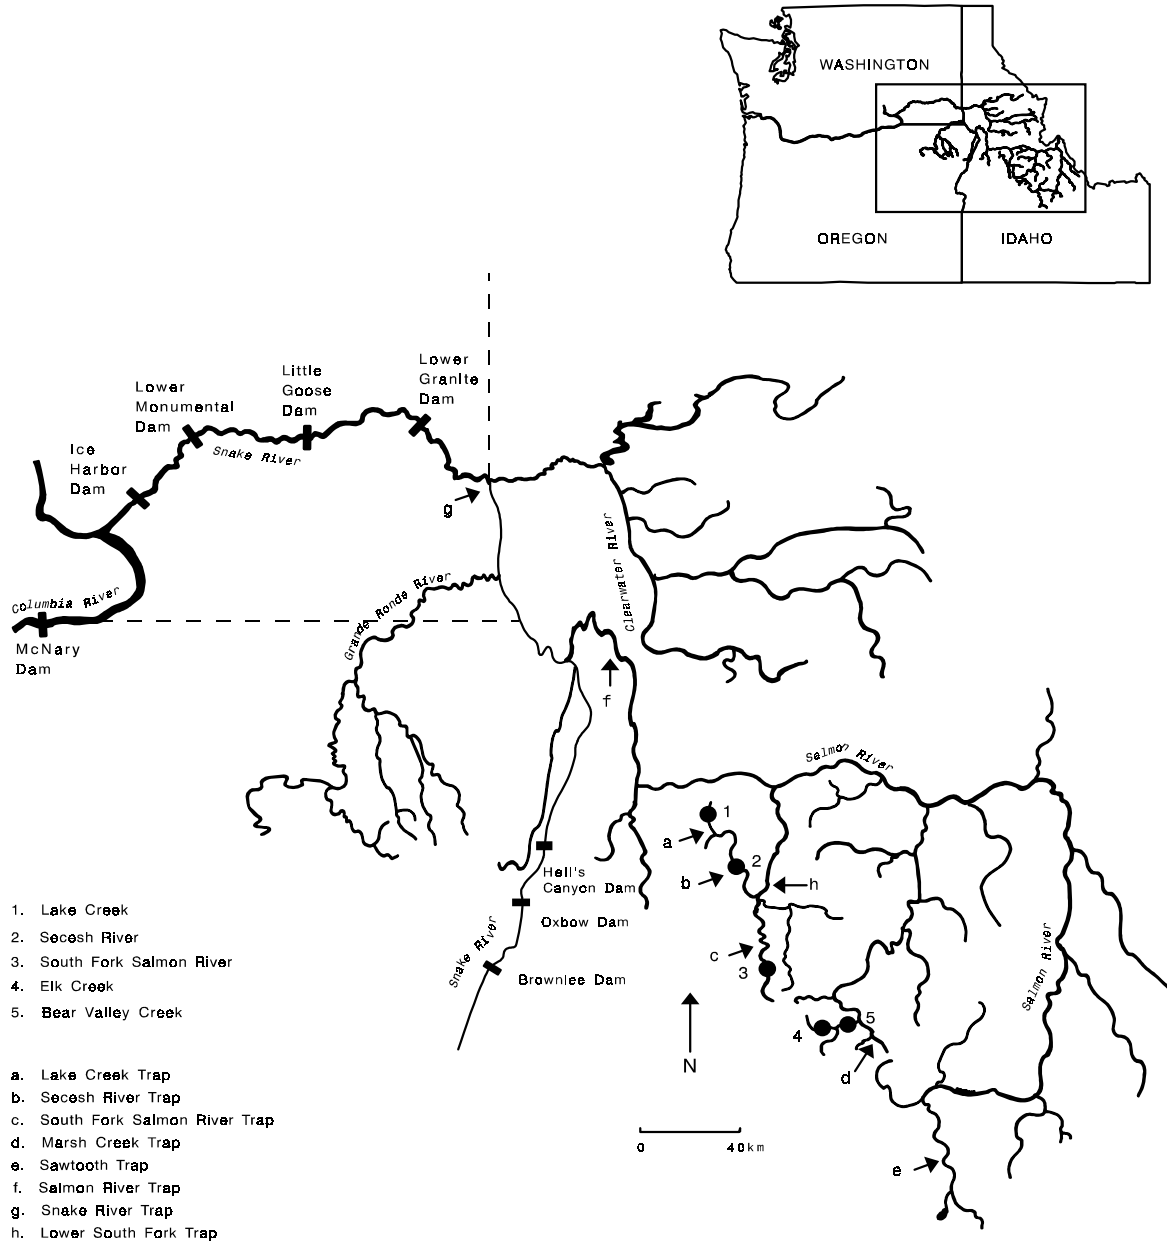 WASHINGTON
OREGON
IDAHO
Lower
Granite
Dam
Little
Goose
Dam
Lower
Monumental
Dam
Ice
Harbor
Dam
Snake River
g
Columbia River
McNary
Dam
Grande Ronde River
Clearwater River
f
Salmon River
1
a
2
b
h
c
3
Hell's
Canyon Dam
Oxbow Dam
Brownlee Dam
Snake River
Salmon River
4
5
d
e
N
0 40km
1. Lake Creek
2. Secesh River
3. South Fork Salmon River
4. Elk Creek
5. Bear Valley Creek
a. Lake Creek Trap
b. Secesh River Trap
c. South Fork Salmon River Trap
d. Marsh Creek Trap
e. Sawtooth Trap
f. Salmon River Trap
g. Snake River Trap
h. Lower South Fork Trap